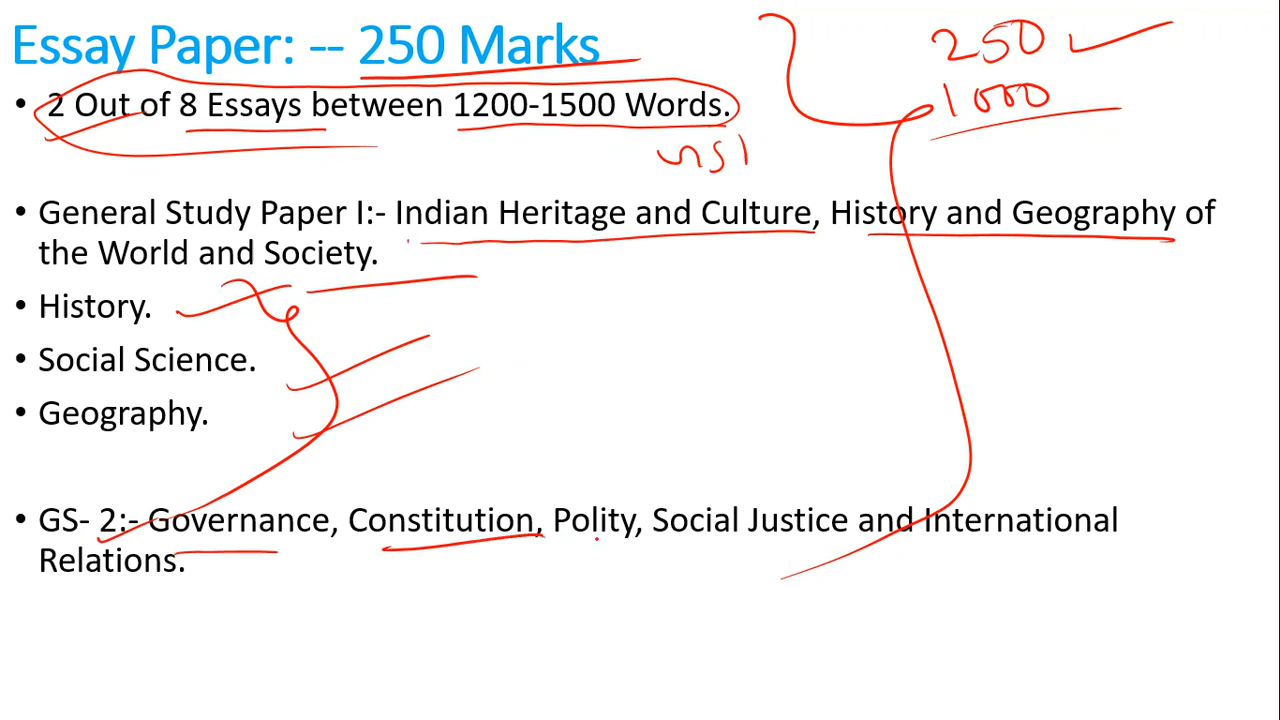 Essay Paper: -- 250 Marks
250
1000
• 2 Out of 8 Essays between 1200-1500 Words.
• General Study Paper I:- Indian Heritage and Culture, History and Geography of
the World and Society.
• History.
• Social Science.
• Geography.
• GS- 2:- Governance, Constitution, Polity, Social Justice and International
Relations.